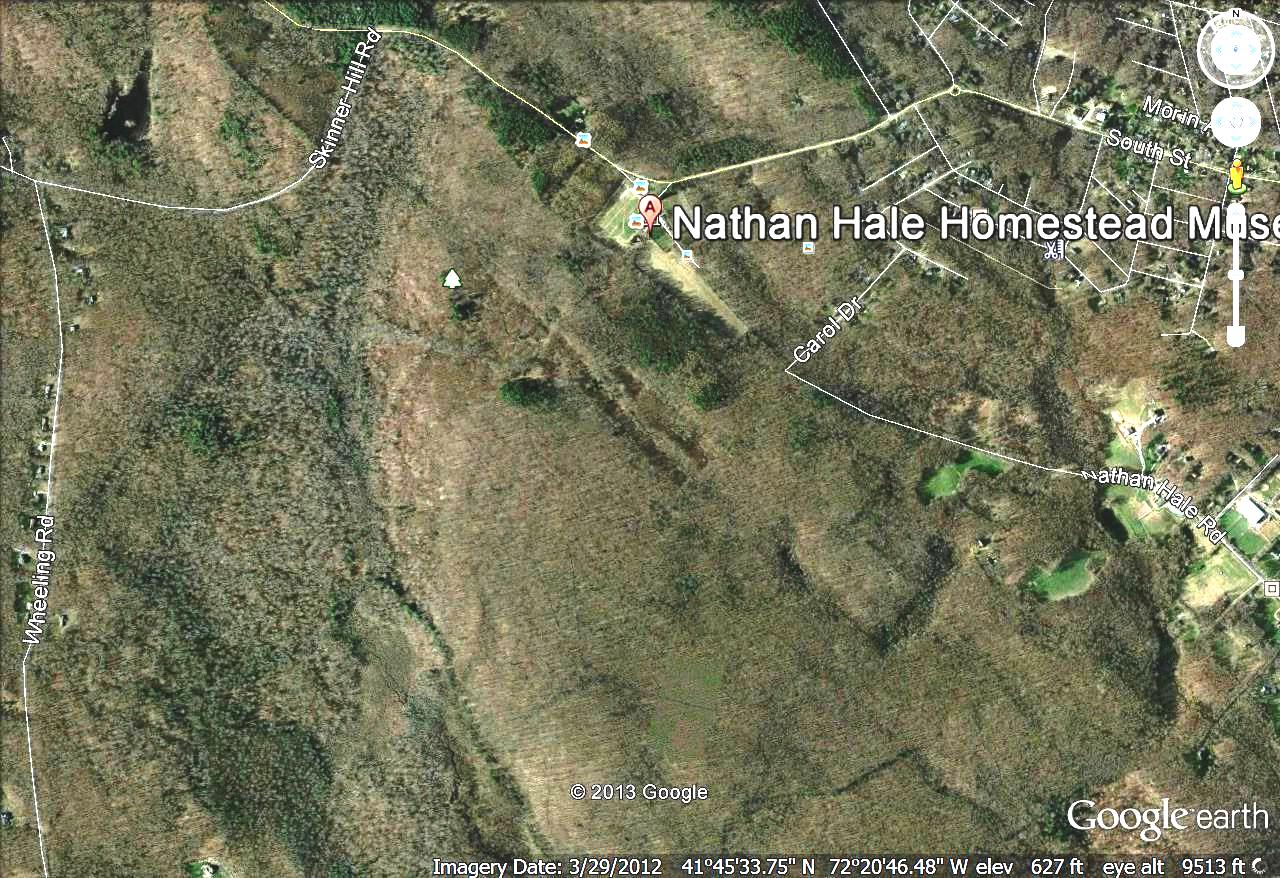 N
Skinner Hill Rd
Morin A
South St
A
Nathan Hale Homestead Muse
Carol Dr
Nathan Hale Rd
Wheeling Rd
© 2013 Google
Google earth
Imagery Date: 3/29/2012 41°45'33.75" N 72°20'46.48" W elev 627 ft eye alt 9513 ft